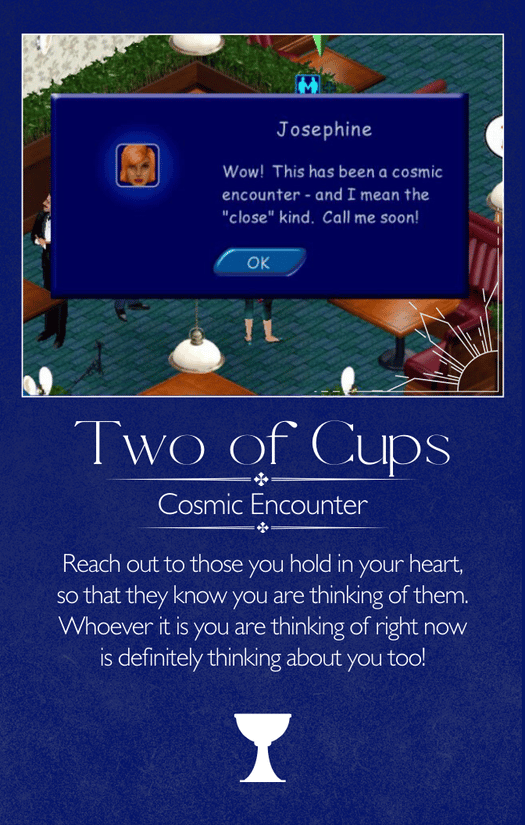 Josephine
Wow! This has been a cosmic
encounter - and I mean the
"close" kind. Call me soon!
OK
Two of Cups
Cosmic Encounter
Reach out to those you hold in your heart,
so that they know you are thinking of them.
Whoever it is you are thinking of right now
is definitely thinking about you too!